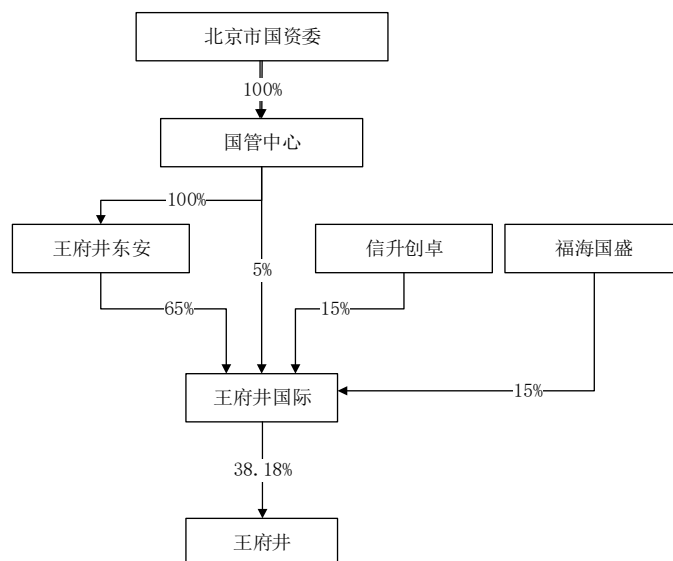 北京市国资委
100%
国管中心
100%
王府井东安
信升创卓
福海国盛
5%
65%
15%
王府井国际
15%
38.18%
王府井